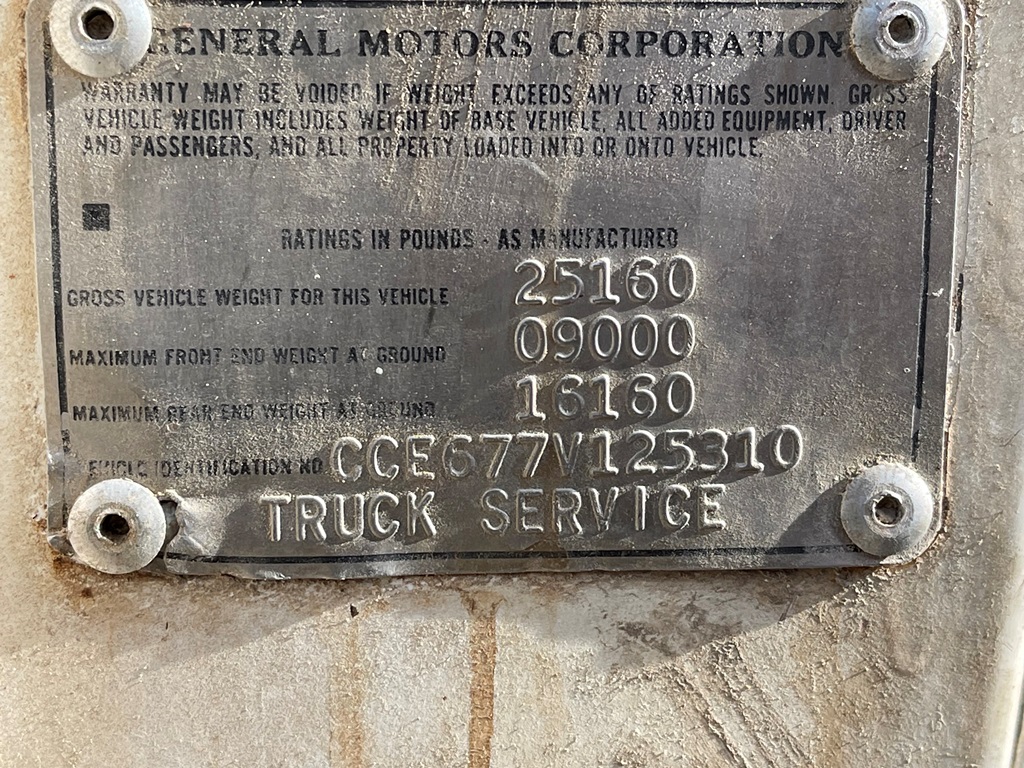 GENERAL MOTORS CORPORATION
WARRANTY MAY BE VOIDED IF WEIGHT EXCEEDS ANY OF RATINGS SHOWN. GROSS
VEHICLE WEIGHT INCLUDES WEIGHT OF BASE VEHICLE, ALL ADDED EQUIPMENT, DRIVER
AND PASSENGERS, AND ALL PROPERTY LOADED INTO OR ONTO VEHICLE.
RATINGS IN POUNDS - AS MANUFACTURED
GROSS VEHICLE WEIGHT FOR THIS VEHICLE 25160
MAXIMUM FRONT END WEIGHT AT GROUND 09000
MAXIMUM REAR END WEIGHT AT GROUND 16160
VEHICLE IDENTIFICATION NO CCE677V125310
TRUCK SERVICE